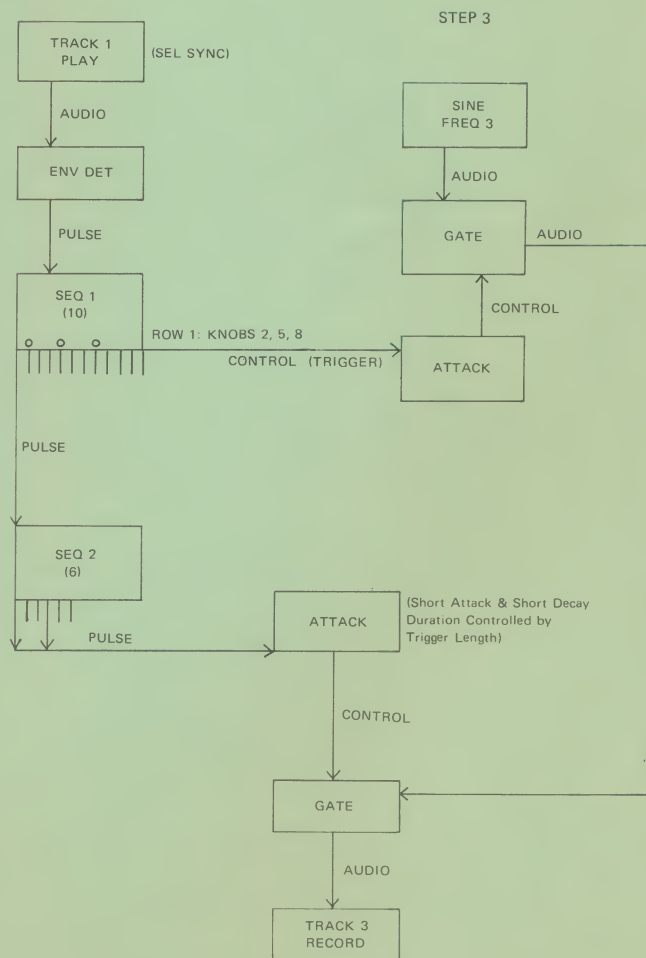 STEP 3
TRACK 1
PLAY
(SEL SYNC)
AUDIO
ENV DET
PULSE
SEQ 1
(10)
ROW 1: KNOBS 2, 5, 8
CONTROL (TRIGGER)
SINE
FREQ 3
AUDIO
GATE
AUDIO
CONTROL
ATTACK
PULSE
SEQ 2
(6)
PULSE
ATTACK
(Short Attack & Short Decay
Duration Controlled by
Trigger Length)
CONTROL
GATE
AUDIO
TRACK 3
RECORD